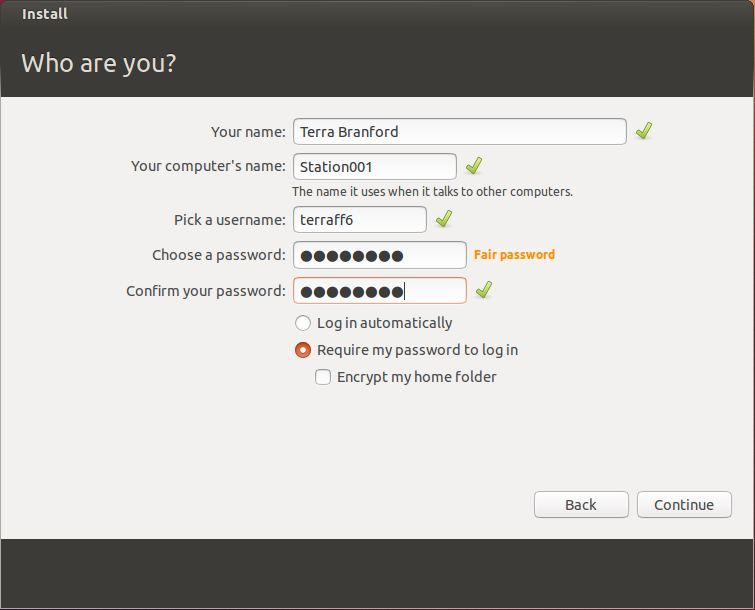 Install
Who are you?
Your name: Terra Branford
Your computer's name: Station001
The name it uses when it talks to other computers.
Pick a username: terraff6
Choose a password: ●●●●●●●● Fair password
Confirm your password: ●●●●●●●●
Log in automatically
Require my password to log in
Encrypt my home folder
Back Continue